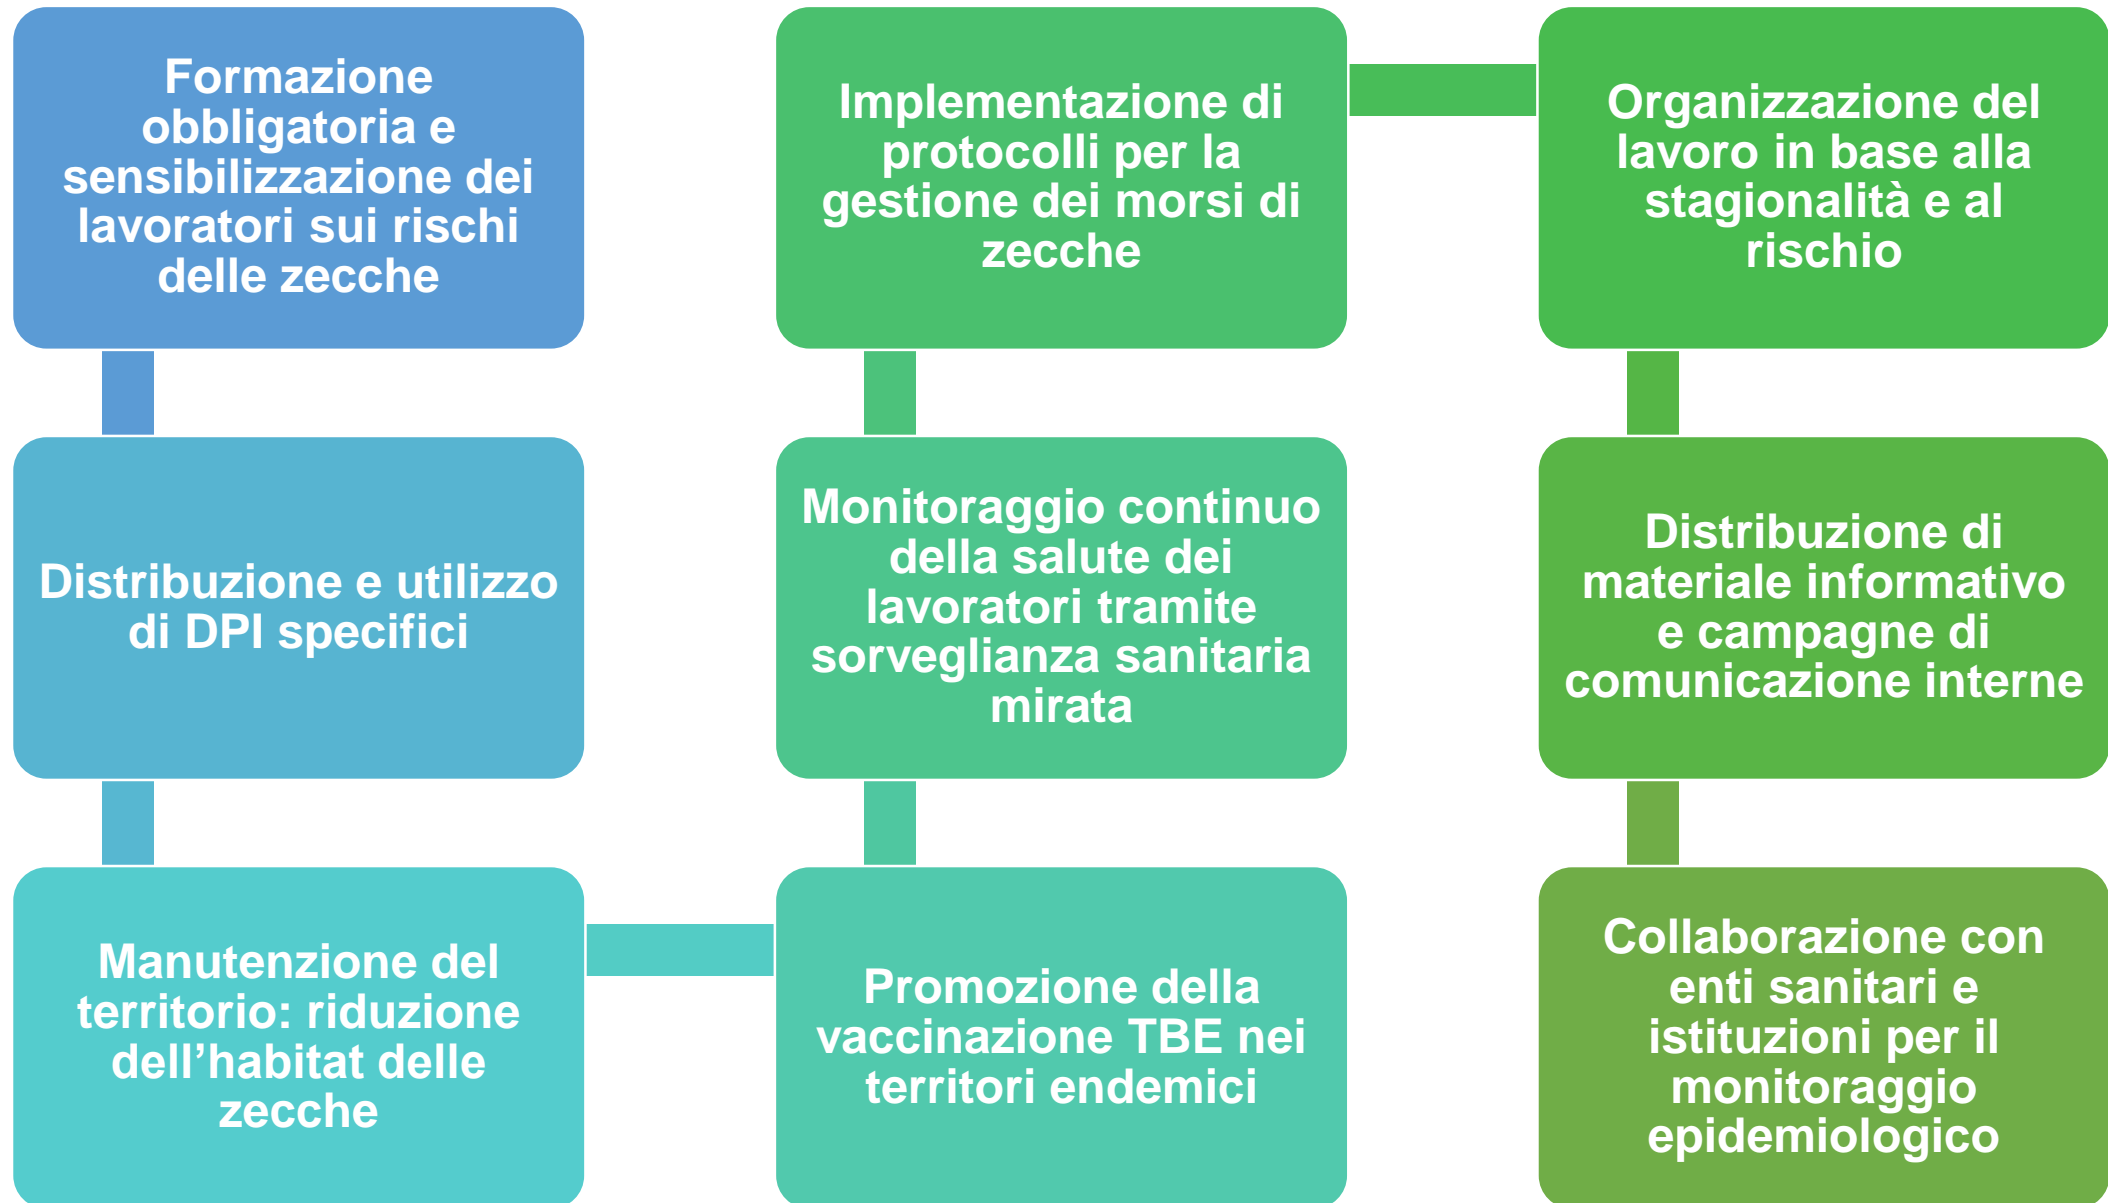 Formazione
obbligatoria e
sensibilizzazione dei
lavoratori sui rischi
delle zecche
Distribuzione e utilizzo
di DPI specifici
Manutenzione del
territorio: riduzione
dell’habitat delle
zecche
Promozione della
vaccinazione TBE nei
territori endemici
Monitoraggio continuo
della salute dei
lavoratori tramite
sorveglianza sanitaria
mirata
Implementazione di
protocolli per la
gestione dei morsi di
zecche
Organizzazione del
lavoro in base alla
stagionalità e al
rischio
Distribuzione di
materiale informativo
e campagne di
comunicazione interne
Collaborazione con
enti sanitari e
istituzioni per il
monitoraggio
epidemiologico